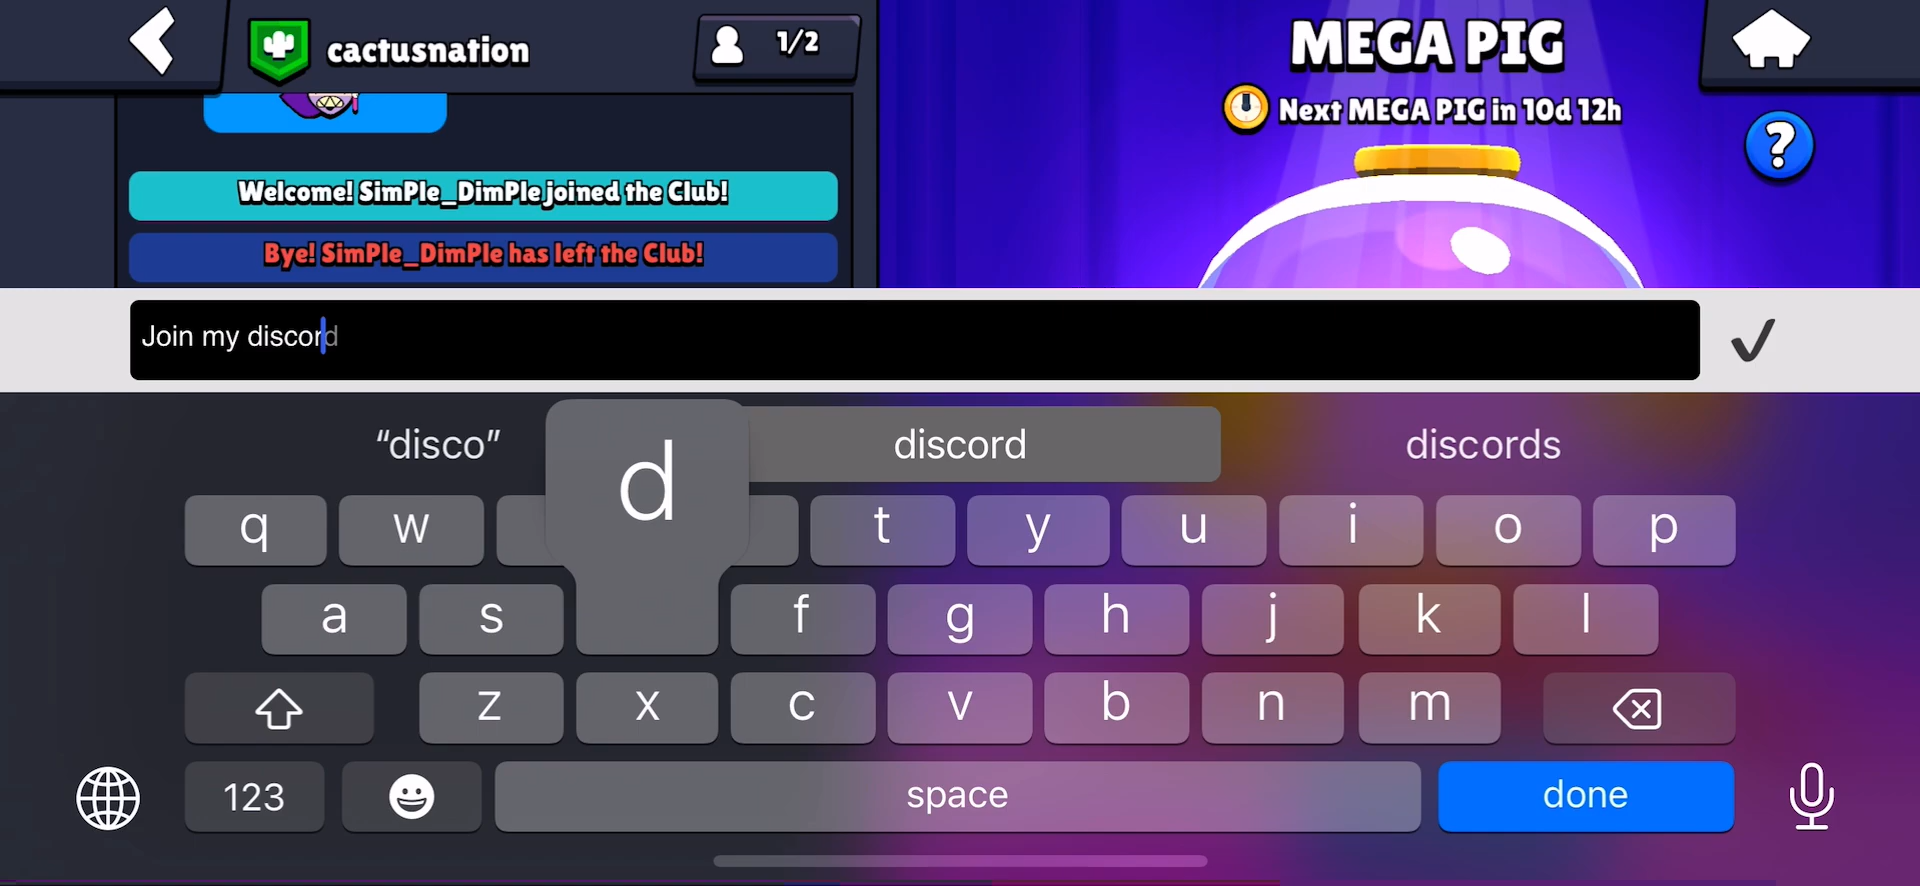 cactusnation
1/2
MEGA PIG
Next MEGA PIG in 10d 12h
?
Welcome! SimPle_DimPle joined the Club!
Bye! SimPle_DimPle has left the Club!
Join my discord
“disco” discord discords
d
q w t y u i o p
a s f g h j k l
z x c v b n m
123 space done